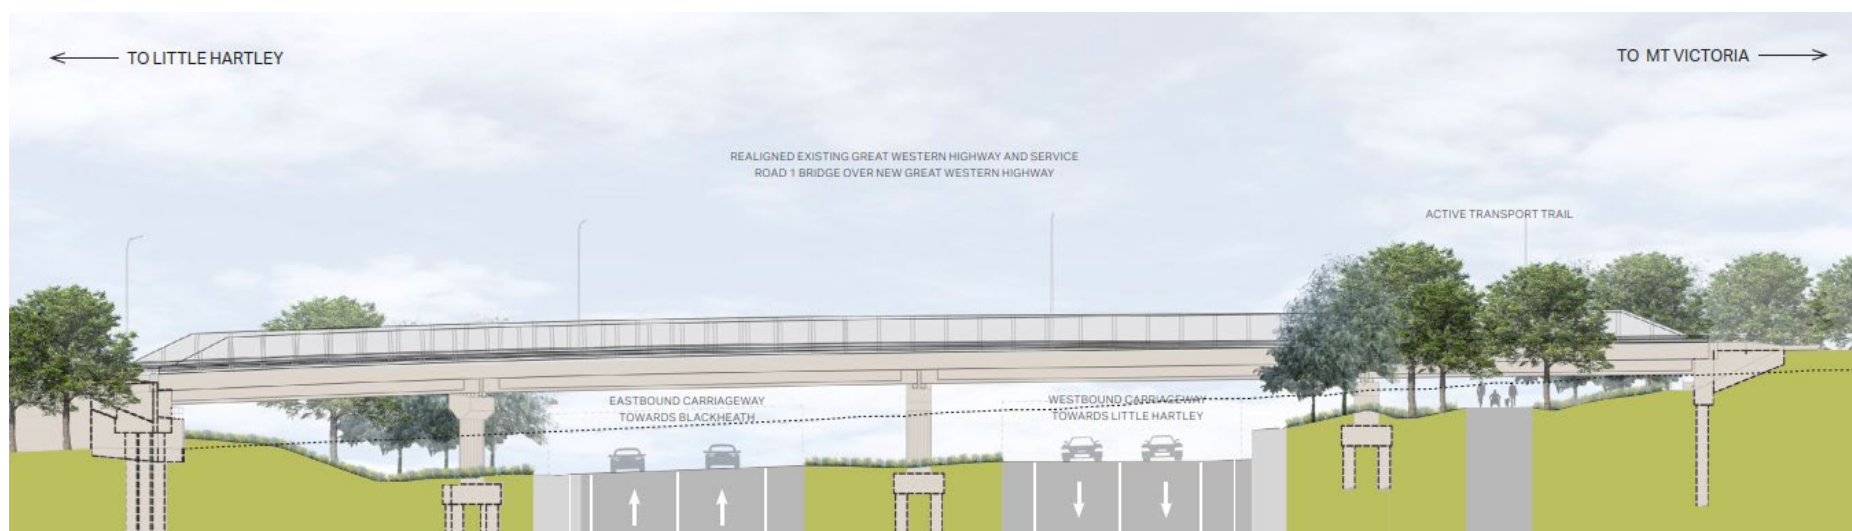 TO LITTLE HARTLEY
TO MT VICTORIA
REALIGNED EXISTING GREAT WESTERN HIGHWAY AND SERVICE
ROAD 1 BRIDGE OVER NEW GREAT WESTERN HIGHWAY
ACTIVE TRANSPORT TRAIL
EASTBOUND CARRIAGEWAY
TOWARDS BLACKHEATH
WESTBOUND CARRIAGEWAY
TOWARDS LITTLE HARTLEY